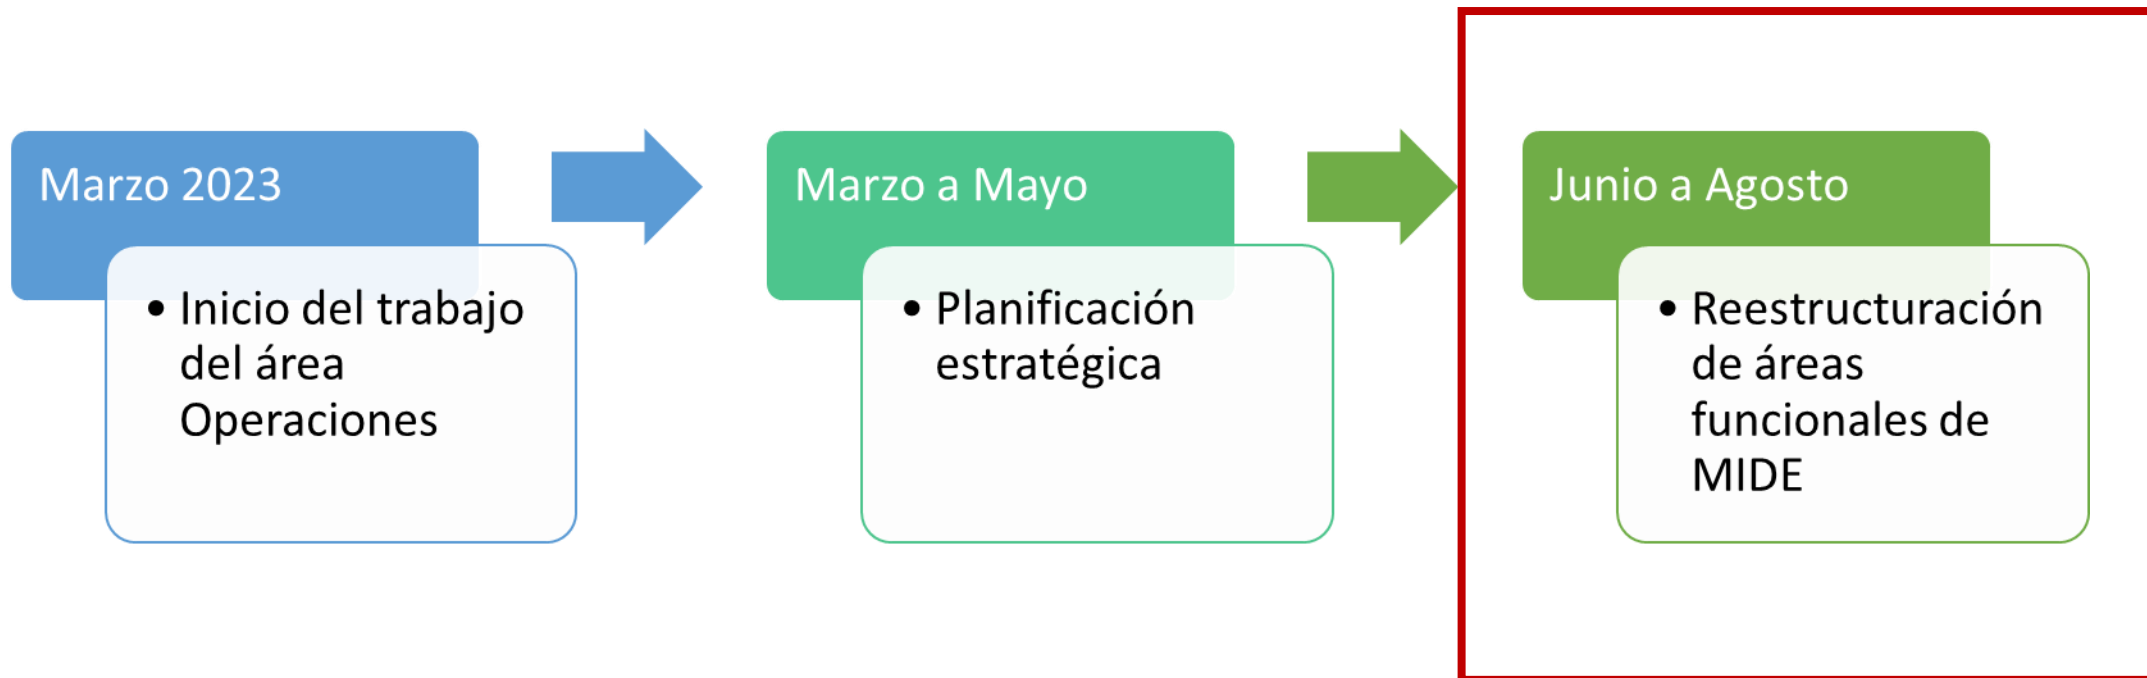 Marzo 2023
• Inicio del trabajo
del área
Operaciones
Marzo a Mayo
• Planificación
estratégica
Junio a Agosto
• Reestructuración
de áreas
funcionales de
MIDE